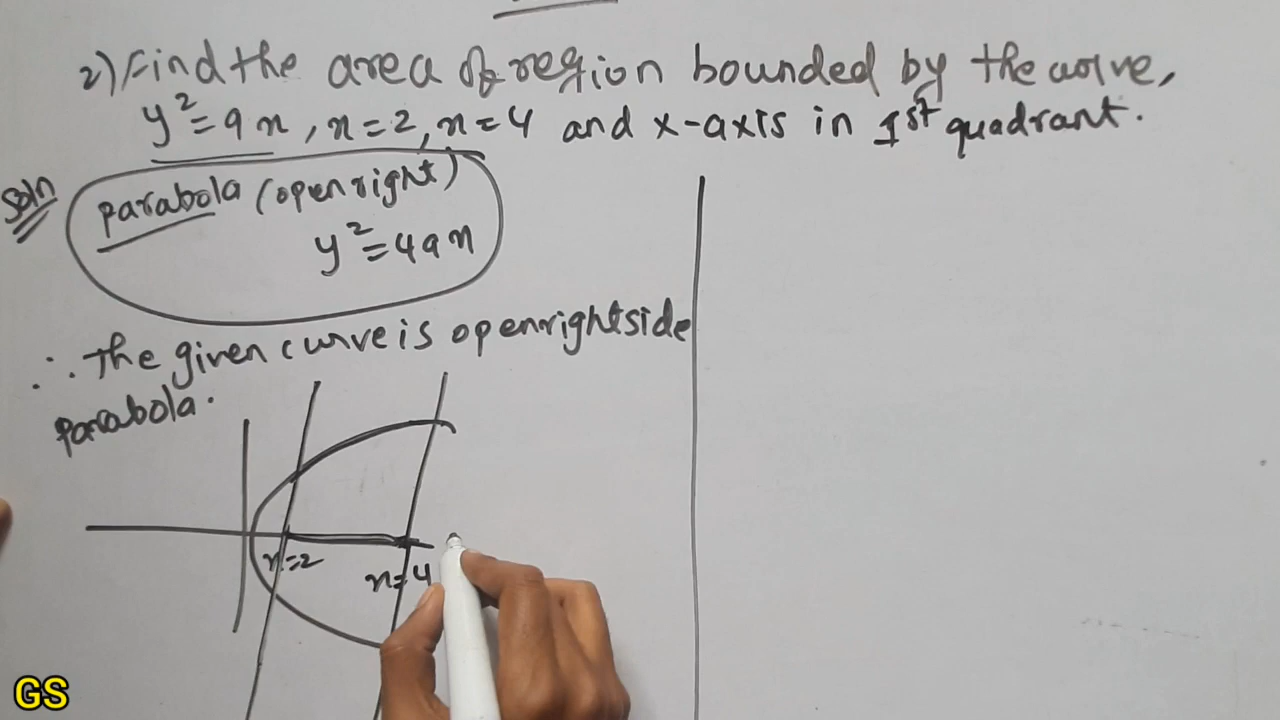 2) Find the area of region bounded by the curve,
y²=9x, x=2, x=4 and x-axis in 1st quadrant.
Soln
parabola (open right)
y²=4ax
∴ The given curve is open right side
parabola.
x=2
x=4
GS